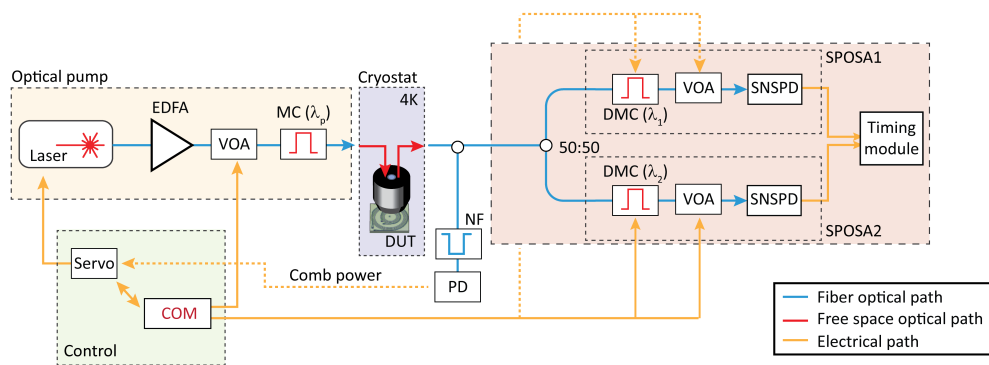 Optical pump
Laser
EDFA
VOA
MC (λp)
Cryostat
4K
DUT
NF
PD
50:50
SPOSA1
DMC (λ1)
VOA
SNSPD
DMC (λ2)
VOA
SNSPD
SPOSA2
Timing
module
Servo
Comb power
COM
Control
Fiber optical path
Free space optical path
Electrical path